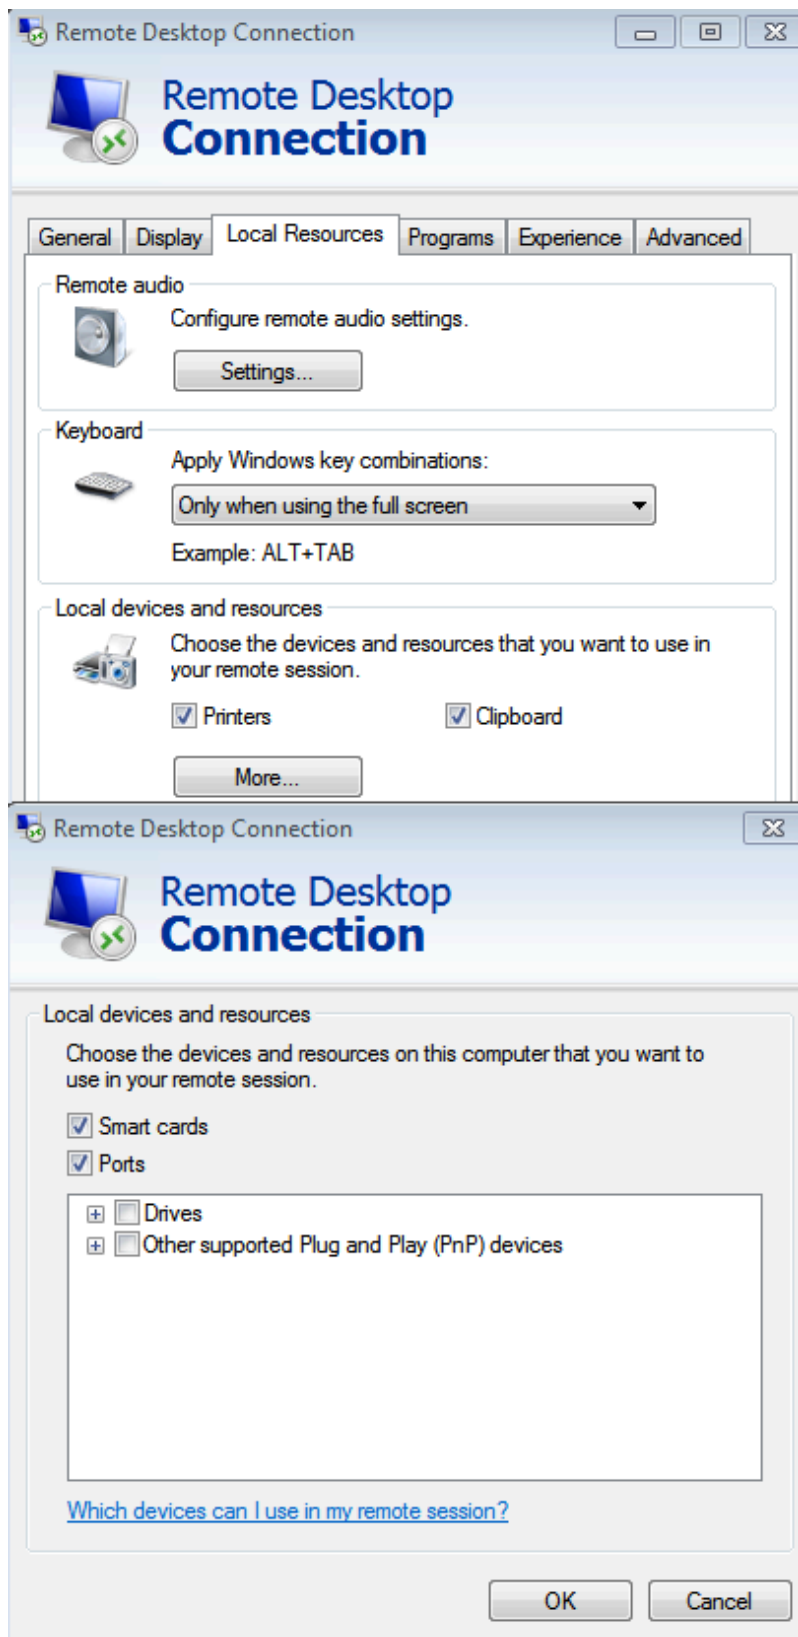 Remote Desktop Connection
Remote Desktop
Connection
General Display Local Resources Programs Experience Advanced
Remote audio
Configure remote audio settings.
Settings...
Keyboard
Apply Windows key combinations:
Only when using the full screen
Example: ALT+TAB
Local devices and resources
Choose the devices and resources that you want to use in
your remote session.
Printers Clipboard
More...
Remote Desktop Connection
Remote Desktop
Connection
Local devices and resources
Choose the devices and resources on this computer that you want to
use in your remote session.
Smart cards
Ports
Drives
Other supported Plug and Play (PnP) devices
Which devices can I use in my remote session?
OK Cancel